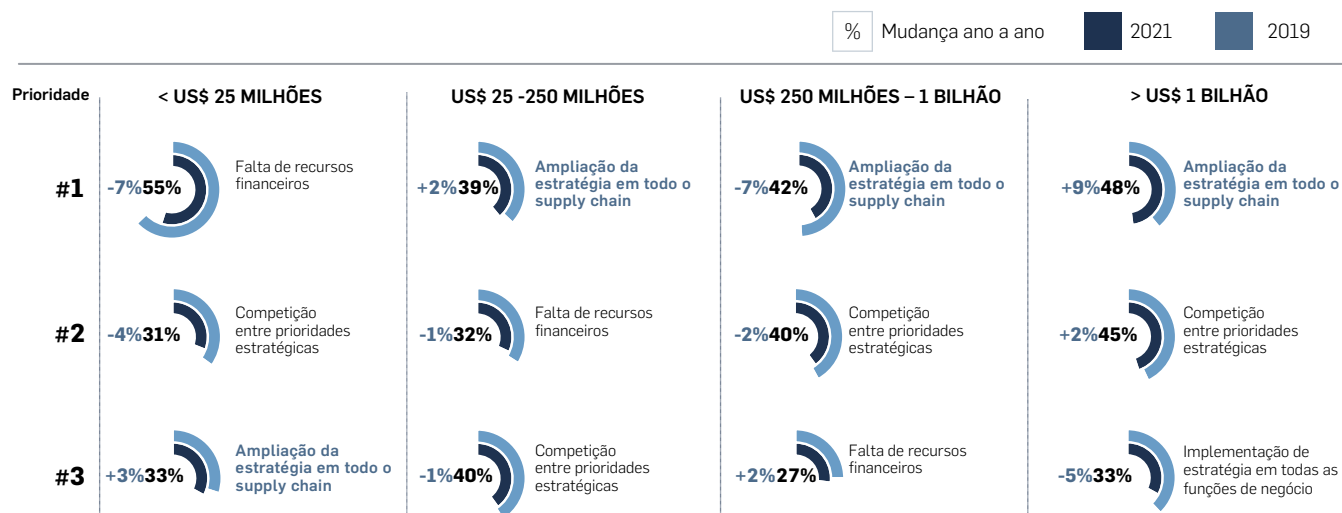 % Mudança ano a ano 2021 2019
Prioridade < US$ 25 MILHÕES US$ 25 -250 MILHÕES US$ 250 MILHÕES – 1 BILHÃO > US$ 1 BILHÃO
#1
-7% 55%
Falta de recursos
financeiros
+2% 39%
Ampliação da
estratégia em todo o
supply chain
-7% 42%
Ampliação da
estratégia em todo o
supply chain
+9% 48%
Ampliação da
estratégia em todo o
supply chain
#2
-4% 31%
Competição
entre prioridades
estratégicas
-1% 32%
Falta de recursos
financeiros
-2% 40%
Competição
entre prioridades
estratégicas
+2% 45%
Competição
entre prioridades
estratégicas
#3
+3% 33%
Ampliação da
estratégia em todo o
supply chain
-1% 40%
Competição
entre prioridades
estratégicas
+2% 27%
Falta de recursos
financeiros
-5% 33%
Implementação de
estratégia em todas as
funções de negócio